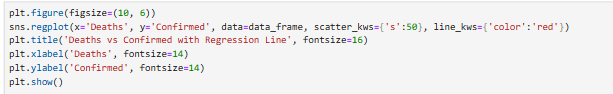 plt.figure(figsize=(10, 6))
sns.regplot(x='Deaths', y='Confirmed', data=data_frame, scatter_kws={'s':50}, line_kws={'color':'red'})
plt.title('Deaths vs Confirmed with Regression Line', fontsize=16)
plt.xlabel('Deaths', fontsize=14)
plt.ylabel('Confirmed', fontsize=14)
plt.show()